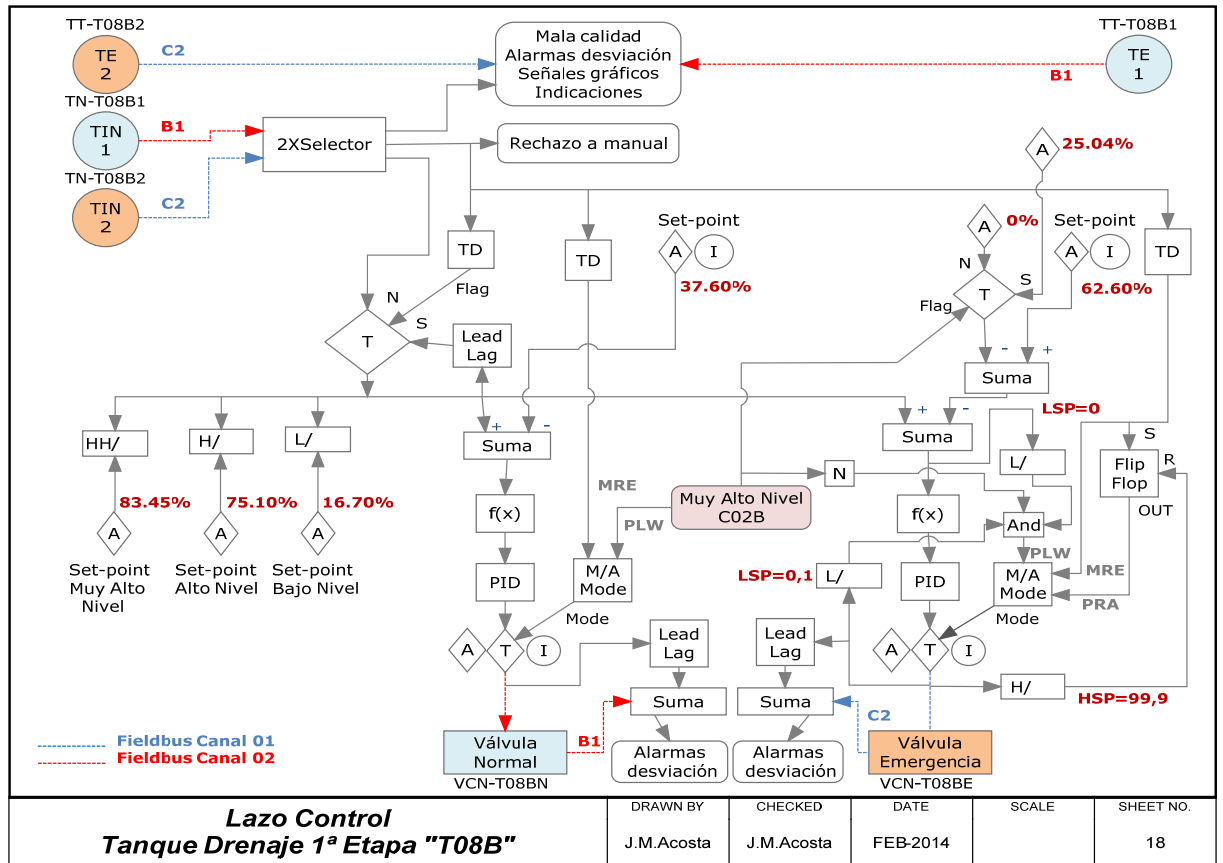 TT-T08B2
TE
2
C2
TN-T08B1
TIN
1
B1
TN-T08B2
TIN
2
C2
2XSelector
Mala calidad
Alarmas desviación
Señales gráficos
Indicaciones
Rechazo a manual
TT-T08B1
TE
1
B1
A
25.04%
TD
Flag
N
T
S
Lead
Lag
TD
Set-point
A
I
37.60%
A
0%
N
T
S
Flag
Set-point
A
I
62.60%
TD
-
+
Suma
HH/
H/
L/
83.45%
75.10%
16.70%
A
A
A
Set-point
Muy Alto
Nivel
Set-point
Alto Nivel
Set-point
Bajo Nivel
+
-
Suma
f(x)
PID
MRE
PLW
M/A
Mode
Mode
A
T
I
Muy Alto Nivel
C02B
N
+
-
Suma
LSP=0
L/
f(x)
And
PLW
S
Flip
Flop
R
OUT
LSP=0,1
L/
PID
M/A
Mode
MRE
PRA
Mode
A
T
I
Lead
Lag
Suma
Alarmas
desviación
Lead
Lag
Suma
Alarmas
desviación
H/
HSP=99,9
C2
B1
Válvula
Normal
VCN-T08BN
Válvula
Emergencia
VCN-T08BE
Fieldbus Canal 01
Fieldbus Canal 02
Lazo Control
Tanque Drenaje 1ª Etapa "T08B"
DRAWN BY
J.M.Acosta
CHECKED
J.M.Acosta
DATE
FEB-2014
SCALE
SHEET NO.
18